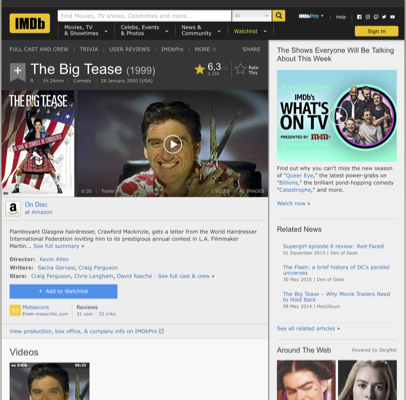 IMDb
Find Movies, TV shows, Celebrities and more...
All
IMDbPro
Help
Movies, TV
& Showtimes
Celebs, Events
& Photos
News &
Community
Watchlist
Sign in
FULL CAST AND CREW | TRIVIA | USER REVIEWS | IMDbPro | MORE
SHARE
The Big Tease (1999)
6,3
Rate
This
R | 1h 26min | Comedy | 28 January 2000 (USA)
THE BIG TEASE
0:33 | Trailer
IMAGES
On Disc
at Amazon
Flamboyant Glasgow hairdresser, Crawford Mackinzie, gets a letter from the World Hairdresser
International Federation inviting him to its prestigious annual contest in L.A. Filmmaker
Martin... See full summary »
Director: Kevin Allen
Writers: Sacha Gervasi, Craig Ferguson
Stars: Craig Ferguson, Chris Langham, David Rasche | See full cast & crew »
+ Add to Watchlist
Metascore
From metacritic.com
Reviews
31 user | 33 critic
View production, box office, & company info on IMDbPro
Videos
The Shows Everyone Will Be Talking
About This Week
IMDb's
WHAT'S
ON TV
PRESENTED BY M&M'S
Find out why you can't miss the new season
of "Queer Eye," the latest power-grabs on
"Billions," the brilliant pond-hopping comedy
"Catastrophe," and more.
Watch now »
Related News
Supergirl episode 6 review: Red-Faced
01 December 2015 | Den of Geek
The Flash: a brief history of DC's parallel
universes
30 May 2015 | Den of Geek
The Big Tease – Why Movie Trailers Need
to Hold Back
08 May 2014 | HeyUGuys
See all related articles »
Around The Web
Powered by ZergNet